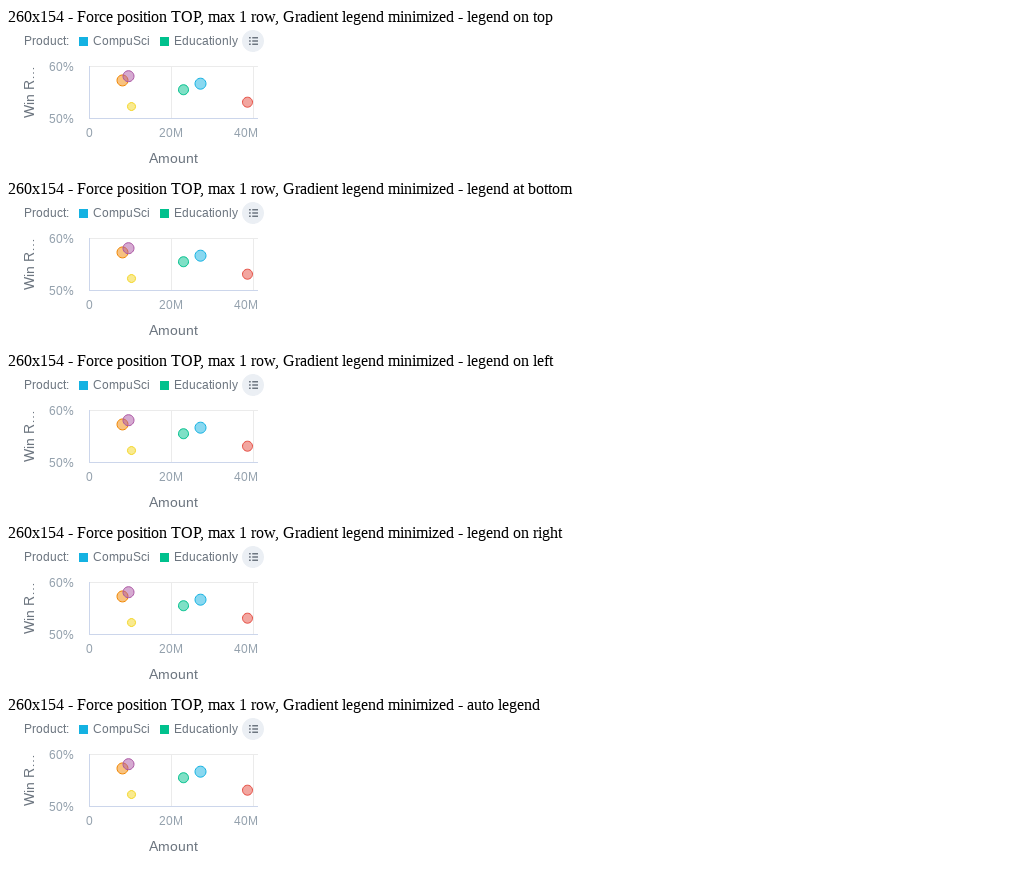 260x154 - Force position TOP, max 1 row, Gradient legend minimized - legend on top
Product: CompuSci Educationly
60%
Win R...
50%
0 20M 40M
Amount
260x154 - Force position TOP, max 1 row, Gradient legend minimized - legend at bottom
Product: CompuSci Educationly
60%
Win R...
50%
0 20M 40M
Amount
260x154 - Force position TOP, max 1 row, Gradient legend minimized - legend on left
Product: CompuSci Educationly
60%
Win R...
50%
0 20M 40M
Amount
260x154 - Force position TOP, max 1 row, Gradient legend minimized - legend on right
Product: CompuSci Educationly
60%
Win R...
50%
0 20M 40M
Amount
260x154 - Force position TOP, max 1 row, Gradient legend minimized - auto legend
Product: CompuSci Educationly
60%
Win R...
50%
0 20M 40M
Amount